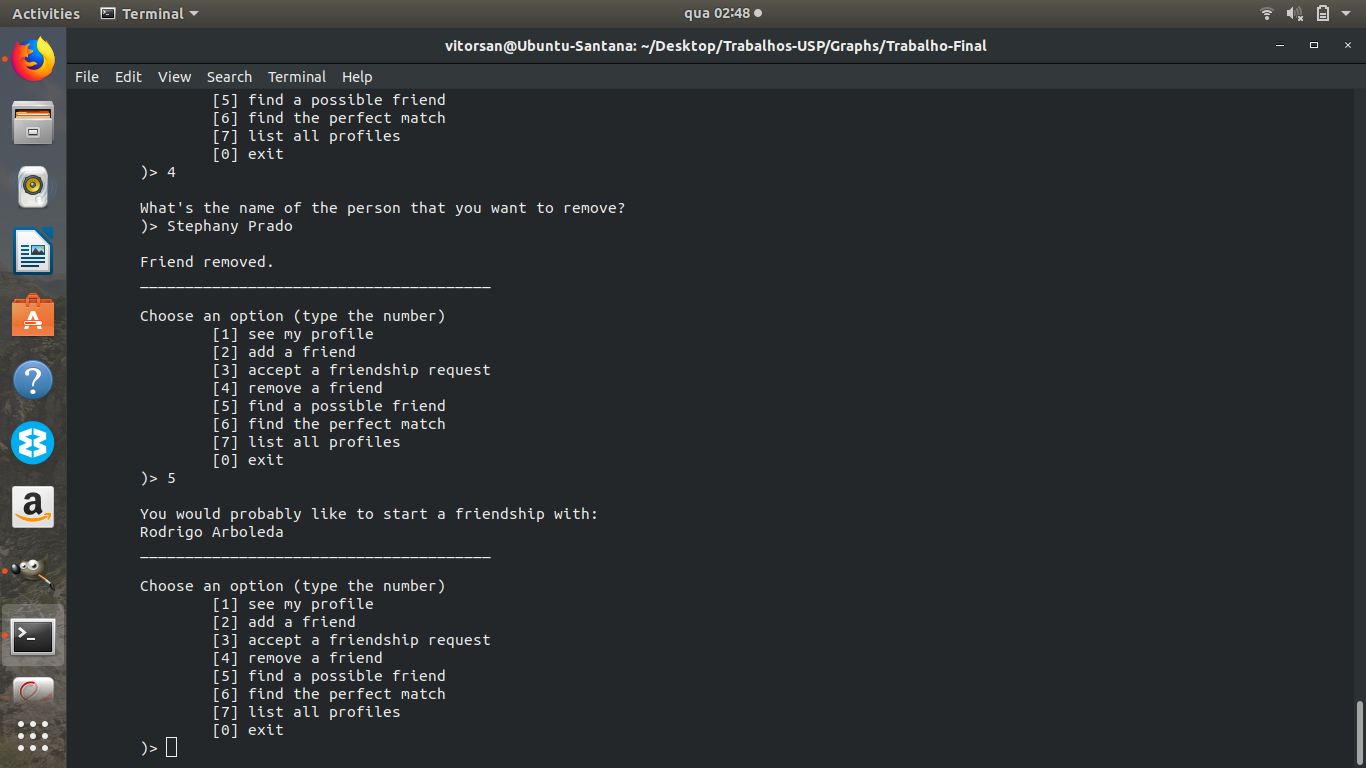 Activities Terminal qua 02:48
vitorsan@Ubuntu-Santana: ~/Desktop/Trabalhos-USP/Graphs/Trabalho-Final
File Edit View Search Terminal Help
[5] find a possible friend
[6] find the perfect match
[7] list all profiles
[0] exit
)> 4
What's the name of the person that you want to remove?
)> Stephany Prado
Friend removed.
_______________________________________
Choose an option (type the number)
[1] see my profile
[2] add a friend
[3] accept a friendship request
[4] remove a friend
[5] find a possible friend
[6] find the perfect match
[7] list all profiles
[0] exit
)> 5
You would probably like to start a friendship with:
Rodrigo Arboleda
_______________________________________
Choose an option (type the number)
[1] see my profile
[2] add a friend
[3] accept a friendship request
[4] remove a friend
[5] find a possible friend
[6] find the perfect match
[7] list all profiles
[0] exit
)>